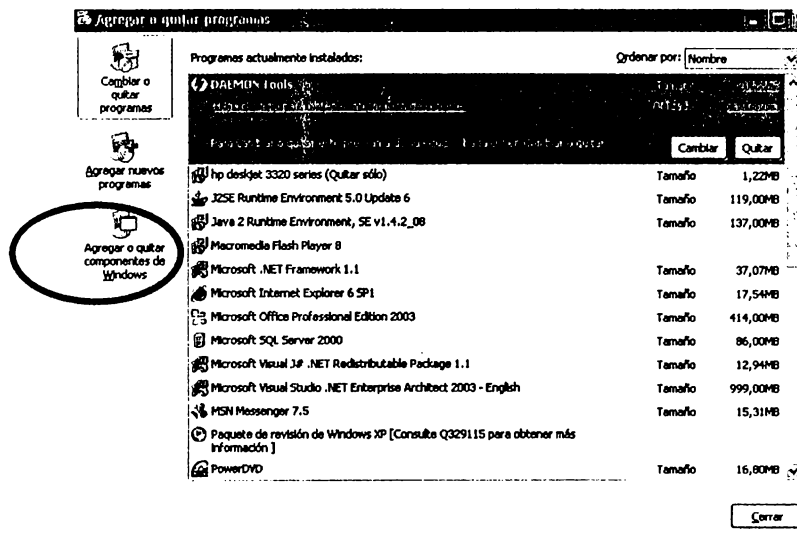 Agregar o quitar programas
Cambiar o
quitar
programas
Agregar nuevos
programas
Agregar o quitar
componentes de
Windows
Programas actualmente instalados:
Ordenar por: Nombre
DAEMON Tools
Cambiar Quitar
hp deskjet 3320 series (Quitar sólo) Tamaño 1,22MB
J2SE Runtime Environment 5.0 Update 6 Tamaño 119,00MB
Java 2 Runtime Environment, SE v1.4.2_08 Tamaño 137,00MB
Macromedia Flash Player 8
Microsoft .NET Framework 1.1 Tamaño 37,07MB
Microsoft Internet Explorer 6 SP1 Tamaño 17,54MB
Microsoft Office Professional Edition 2003 Tamaño 414,00MB
Microsoft SQL Server 2000 Tamaño 86,00MB
Microsoft Visual J# .NET Redistributable Package 1.1 Tamaño 12,94MB
Microsoft Visual Studio .NET Enterprise Architect 2003 - English Tamaño 999,00MB
MSN Messenger 7.5 Tamaño 15,31MB
Paquete de revisión de Windows XP [Consulte Q329115 para obtener más
información ]
PowerDVD Tamaño 16,80MB
Cerrar